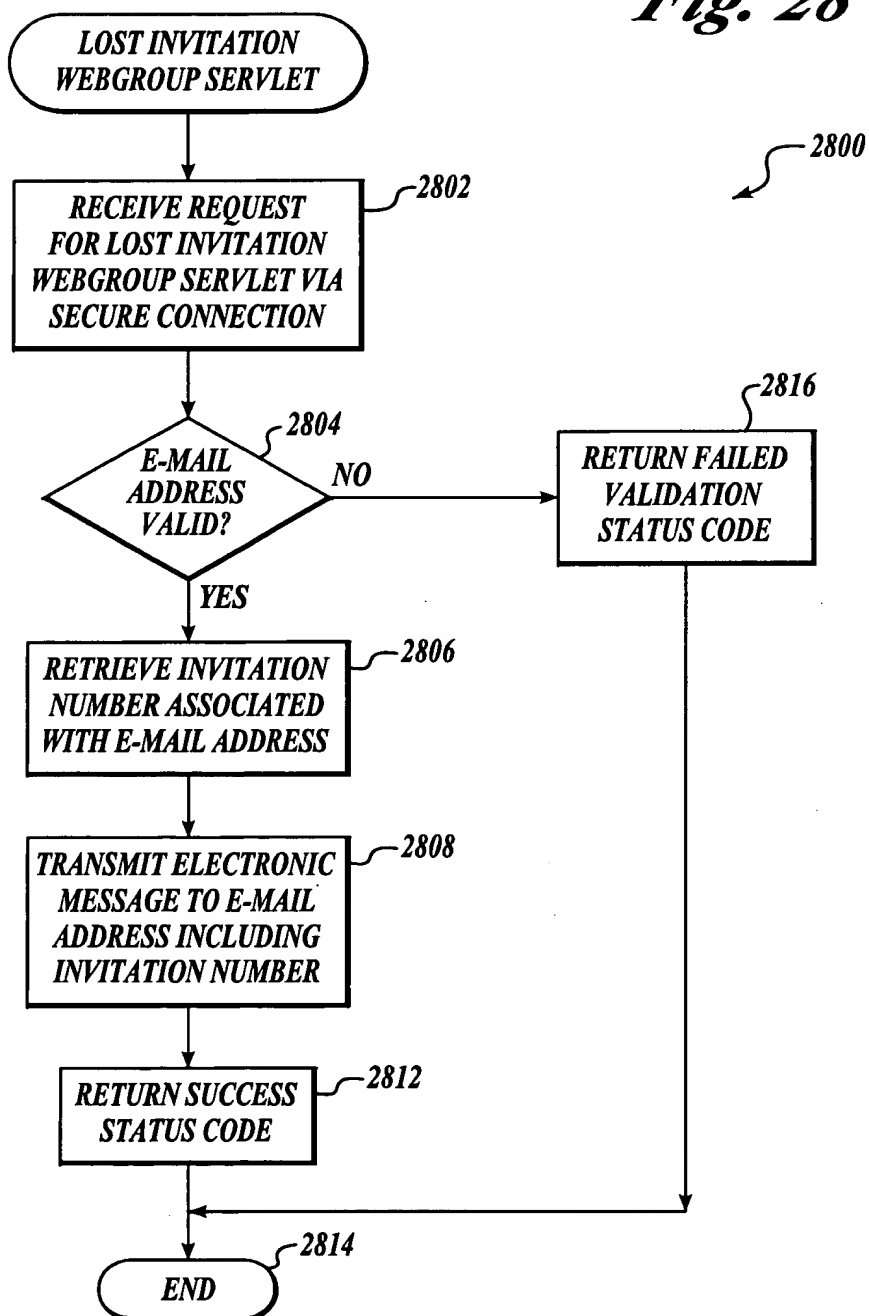 Fig. 28
LOST INVITATION
WEBGROUP SERVLET
2800
2802
RECEIVE REQUEST
FOR LOST INVITATION
WEBGROUP SERVLET VIA
SECURE CONNECTION
2804
E-MAIL
ADDRESS
VALID?
NO
2816
RETURN FAILED
VALIDATION
STATUS CODE
YES
2806
RETRIEVE INVITATION
NUMBER ASSOCIATED
WITH E-MAIL ADDRESS
2808
TRANSMIT ELECTRONIC
MESSAGE TO E-MAIL
ADDRESS INCLUDING
INVITATION NUMBER
2812
RETURN SUCCESS
STATUS CODE
2814
END